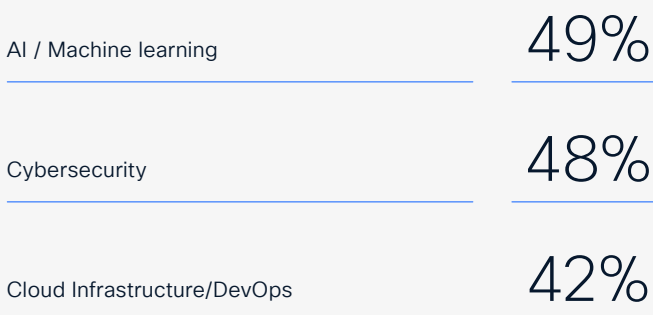 AI / Machine learning 49%
Cybersecurity 48%
Cloud Infrastructure/DevOps 42%